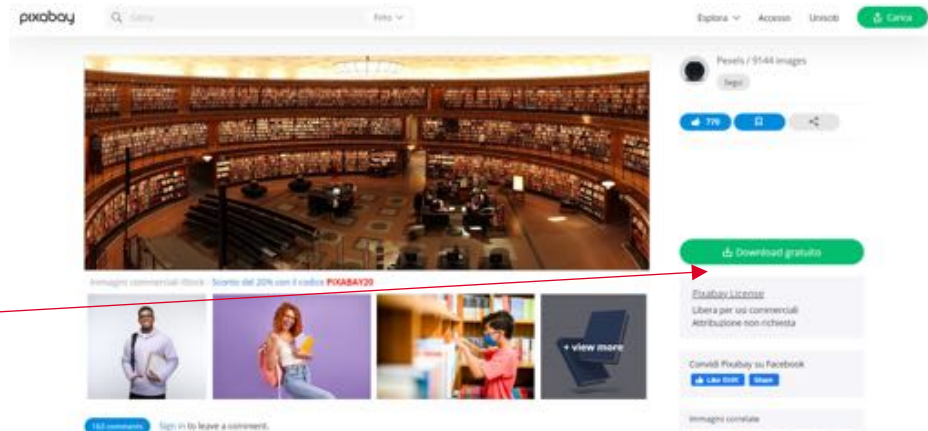 pixabay
Foto
Esplora
Accesso
Unisciti
Carica
Pexels / 9144 images
Segui
770
Download gratuito
Immagini commerciali iStock - Sconto del 20% con il codice PIXABAY20
Pixabay License
Libera per usi commerciali
Attribuzione non richiesta
+ view more
Condividi Pixabay su Facebook
Share
163 comments
Sign in to leave a comment.
Immagini correlate